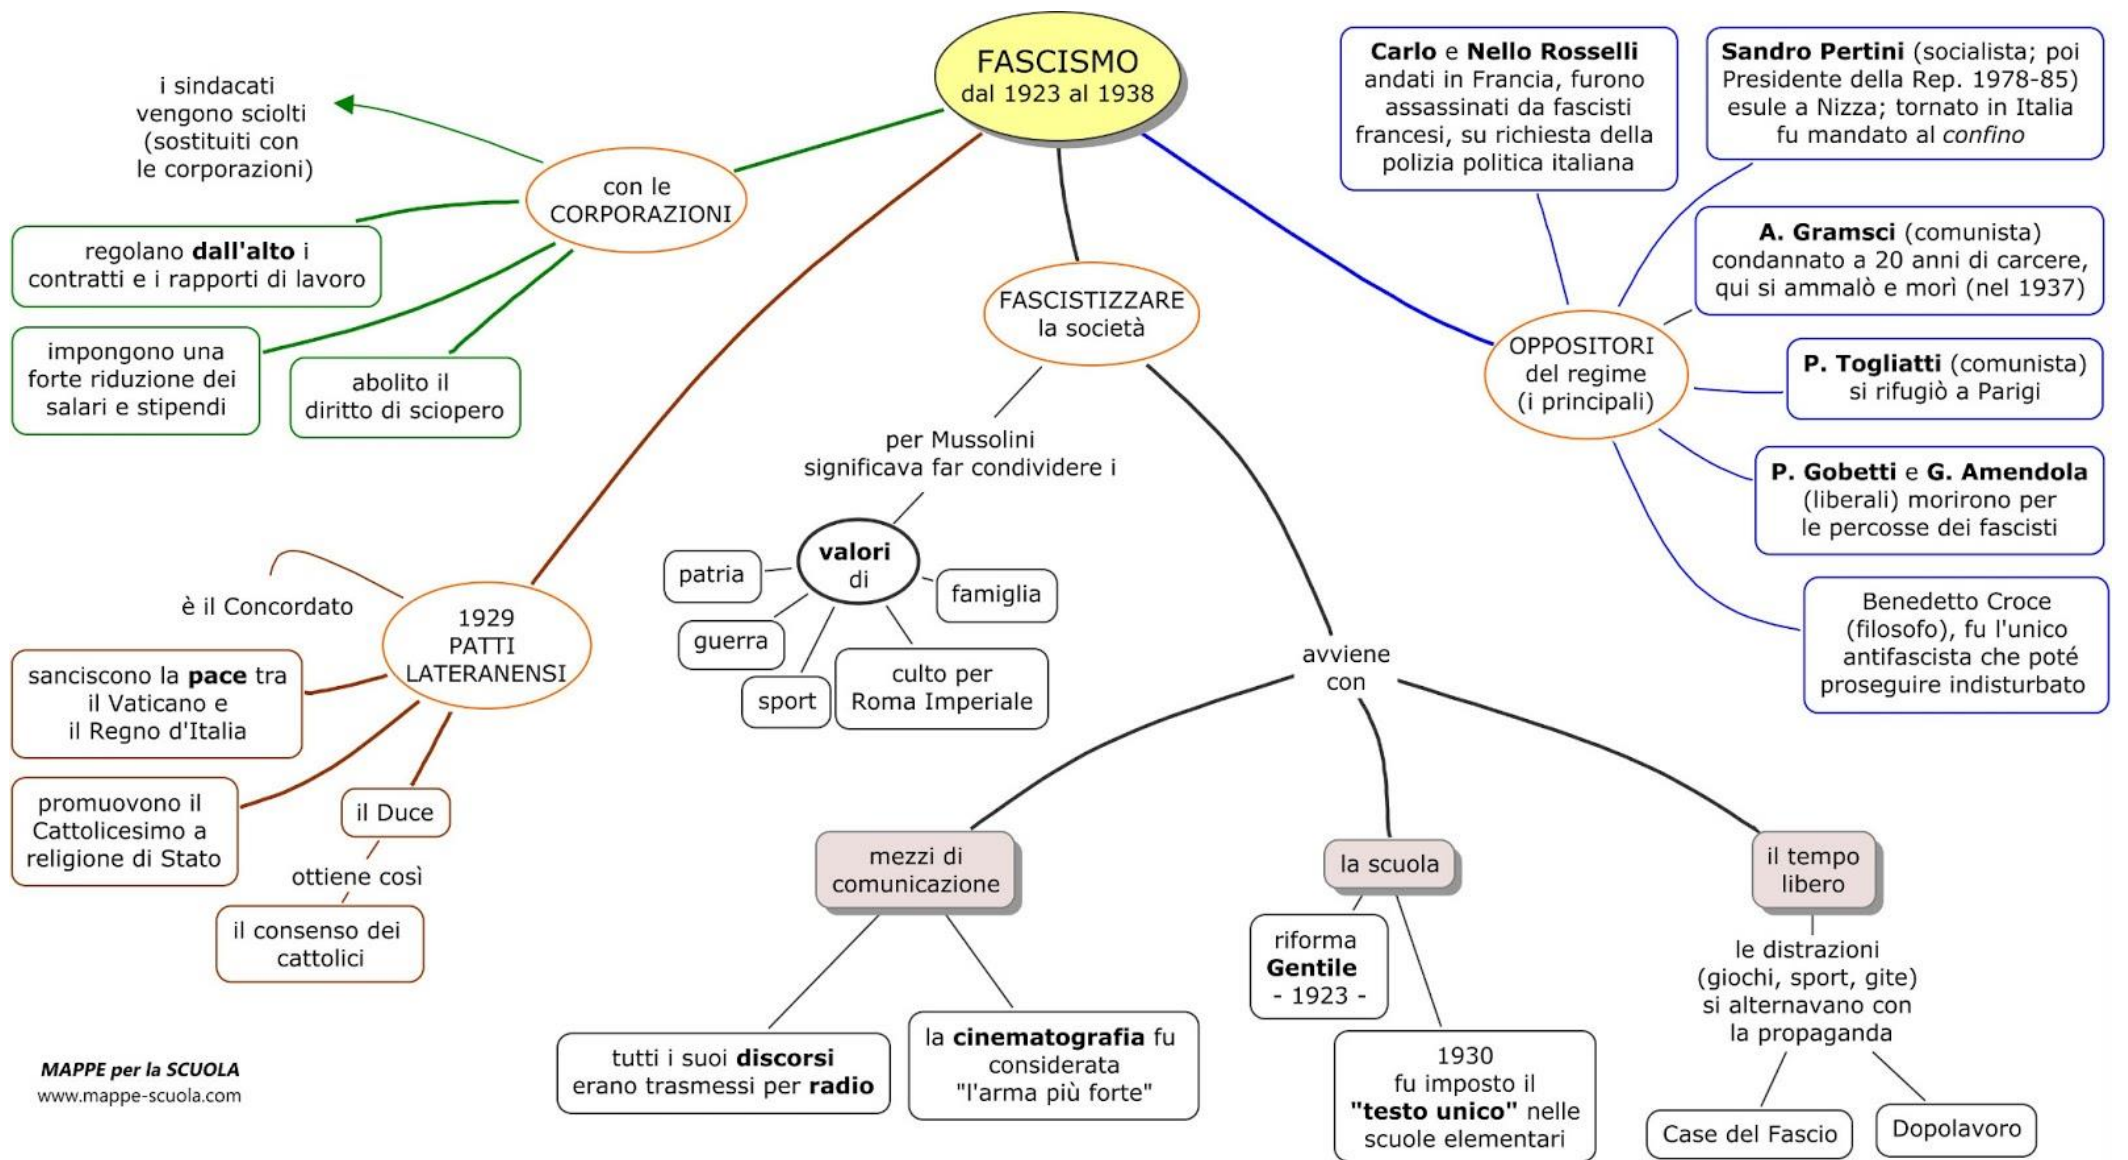 FASCISMO
dal 1923 al 1938
i sindacati
vengono sciolti
(sostituiti con
le corporazioni)
con le
CORPORAZIONI
regolano dall'alto i
contratti e i rapporti di lavoro
impongono una
forte riduzione dei
salari e stipendi
abolito il
diritto di sciopero
1929
PATTI
LATERANENSI
è il Concordato
sanciscono la pace tra
il Vaticano e
il Regno d'Italia
promuovono il
Cattolicesimo a
religione di Stato
il Duce
ottiene così
il consenso dei
cattolici
FASCISTIZZARE
la società
per Mussolini
significava far condividere i
valori
di
patria
guerra
sport
culto per
Roma Imperiale
famiglia
avviene
con
mezzi di
comunicazione
tutti i suoi discorsi
erano trasmessi per radio
la cinematografia fu
considerata
"l'arma più forte"
la scuola
riforma
Gentile
- 1923 -
1930
fu imposto il
"testo unico" nelle
scuole elementari
il tempo
libero
le distrazioni
(giochi, sport, gite)
si alternavano con
la propaganda
Case del Fascio
Dopolavoro
OPPOSITORI
del regime
(i principali)
Carlo e Nello Rosselli
andati in Francia, furono
assassinati da fascisti
francesi, su richiesta della
polizia politica italiana
Sandro Pertini (socialista; poi
Presidente della Rep. 1978-85)
esule a Nizza; tornato in Italia
fu mandato al confino
A. Gramsci (comunista)
condannato a 20 anni di carcere,
qui si ammalò e morì (nel 1937)
P. Togliatti (comunista)
si rifugiò a Parigi
P. Gobetti e G. Amendola
(liberali) morirono per
le percosse dei fascisti
Benedetto Croce
(filosofo), fu l'unico
antifascista che poté
proseguire indisturbato
MAPPE per la SCUOLA
www.mappe-scuola.com